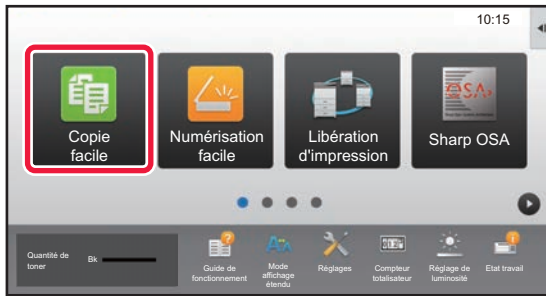 10:15
Copie
facile
Numérisation
facile
Libération
d'impression
OSA
Sharp OSA
Quantité de
toner
Bk
Guide de
fonctionnement
Mode
affichage
étendu
Réglages
Compteur
totalisateur
Réglage de
luminosité
Etat travail